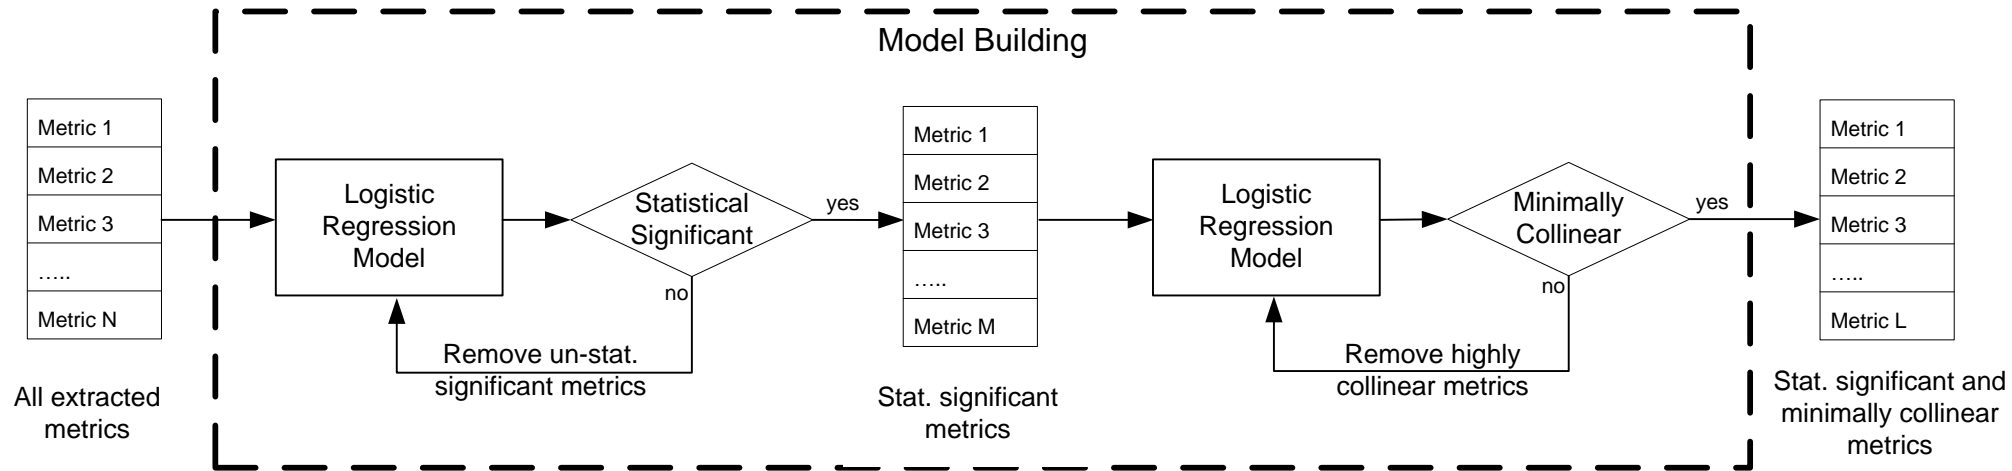 Model Building
Metric 1
Metric 2
Metric 3
.....
Metric N
All extracted
metrics
Logistic
Regression
Model
Statistical
Significant
yes
no
Remove un-stat.
significant metrics
Metric 1
Metric 2
Metric 3
.....
Metric M
Stat. significant
metrics
Logistic
Regression
Model
Minimally
Collinear
yes
no
Remove highly
collinear metrics
Metric 1
Metric 2
Metric 3
.....
Metric L
Stat. significant and
minimally collinear
metrics